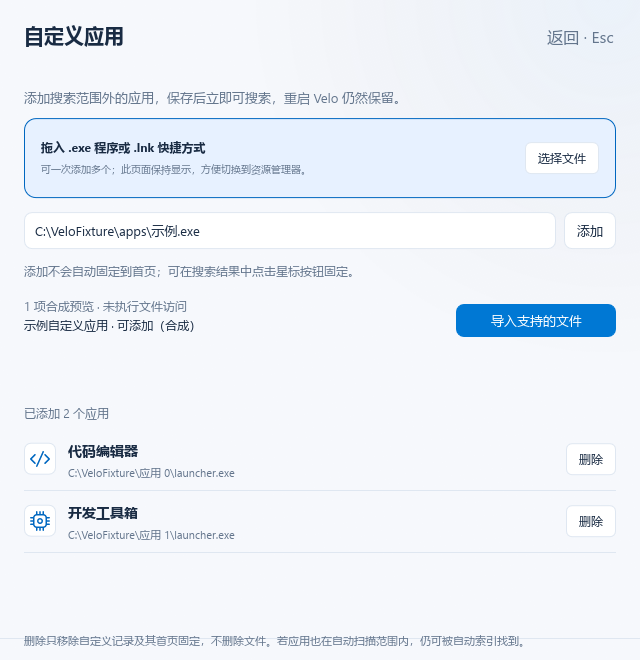 自定义应用
返回 · Esc
添加搜索范围外的应用，保存后立即可搜索，重启 Velo 仍然保留。
拖入 .exe 程序或 .lnk 快捷方式
可一次添加多个；此页面保持显示，方便切换到资源管理器。
选择文件
C:\VeloFixture\apps\示例.exe
添加
添加不会自动固定到首页；可在搜索结果中点击星标按钮固定。
1 项合成预览 · 未执行文件访问
示例自定义应用 · 可添加（合成）
导入支持的文件
已添加 2 个应用
代码编辑器
C:\VeloFixture\应用 0\launcher.exe
删除
开发工具箱
C:\VeloFixture\应用 1\launcher.exe
删除
删除只移除自定义记录及其首页固定，不删除文件。若应用也在自动扫描范围内，仍可被自动索引找到。